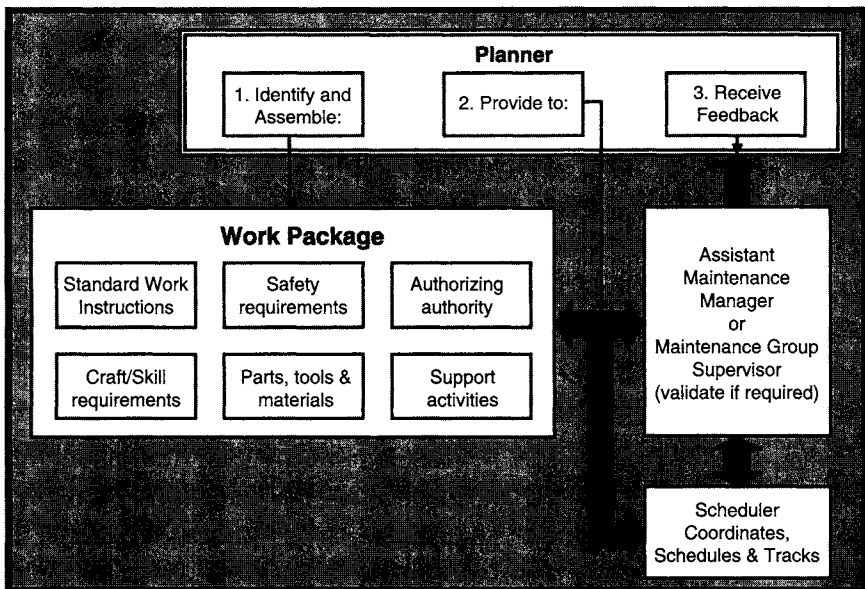 Planner
1. Identify and
Assemble:
2. Provide to:
3. Receive
Feedback
Work Package
Standard Work
Instructions
Safety
requirements
Authorizing
authority
Craft/Skill
requirements
Parts, tools &
materials
Support
activities
Assistant
Maintenance
Manager
or
Maintenance Group
Supervisor
(validate if required)
Scheduler
Coordinates,
Schedules & Tracks